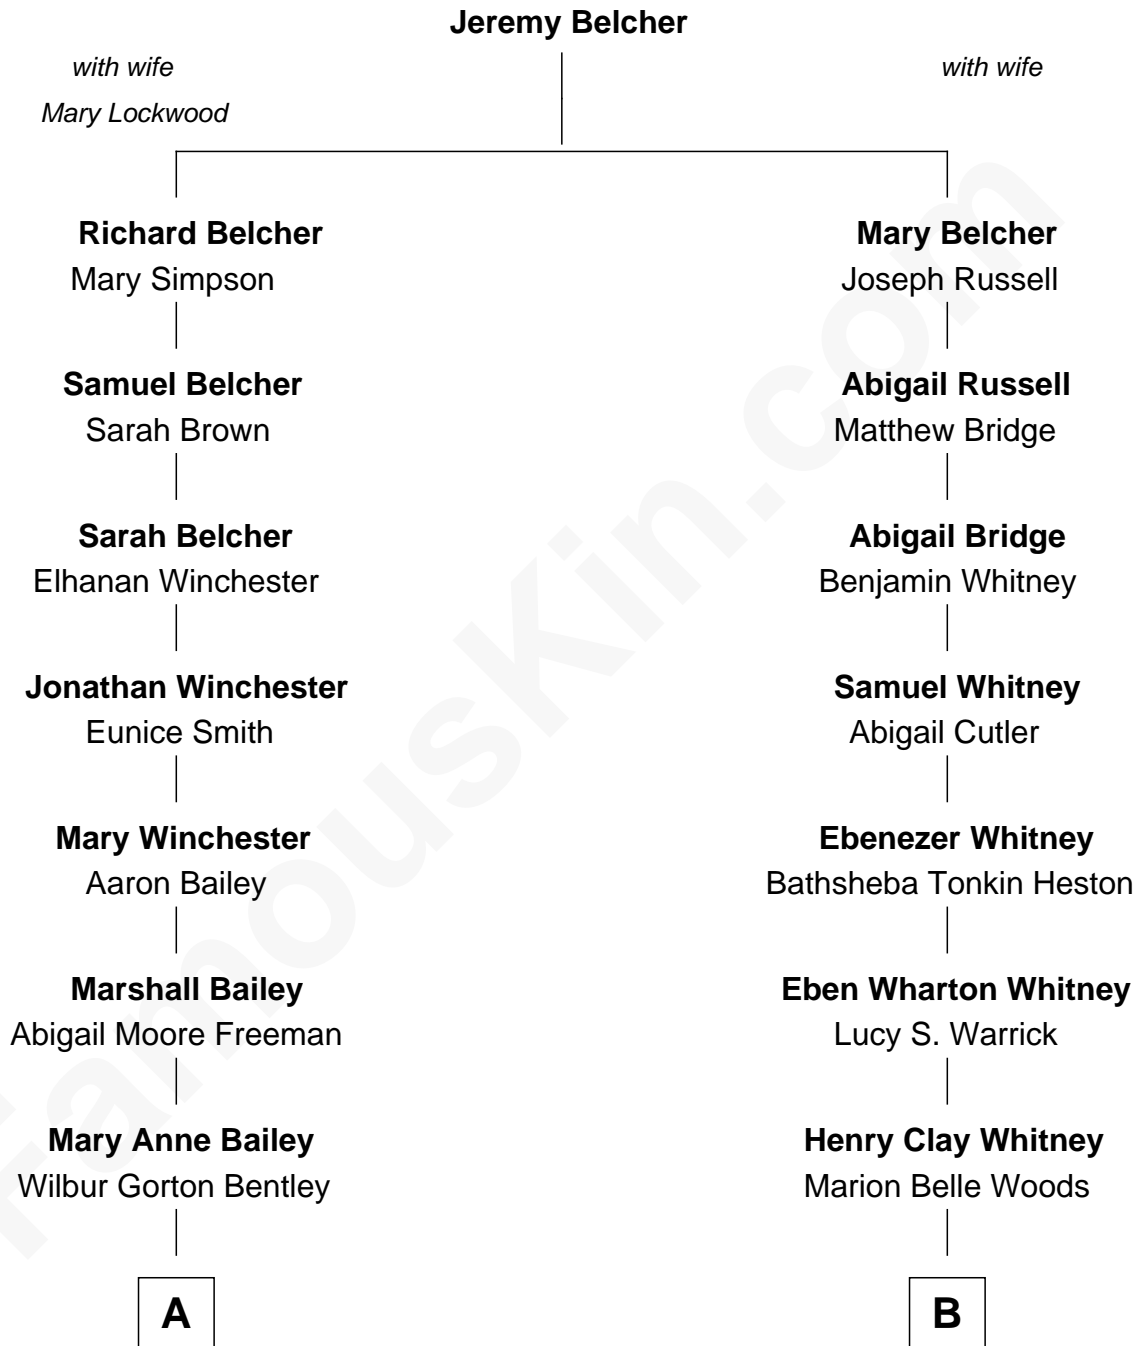 Jeremy Belcher
with wife
with wife
Mary Lockwood
Richard Belcher
Mary Simpson
Mary Belcher
Joseph Russell
Samuel Belcher
Sarah Brown
Abigail Russell
Matthew Bridge
Sarah Belcher
Elhanan Winchester
Abigail Bridge
Benjamin Whitney
Jonathan Winchester
Eunice Smith
Samuel Whitney
Abigail Cutler
Mary Winchester
Aaron Bailey
Ebenezer Whitney
Bathsheba Tonkin Heston
Marshall Bailey
Abigail Moore Freeman
Eben Wharton Whitney
Lucy S. Warrick
Mary Anne Bailey
Wilbur Gorton Bentley
Henry Clay Whitney
Marion Belle Woods
A
B
FamousKin.com